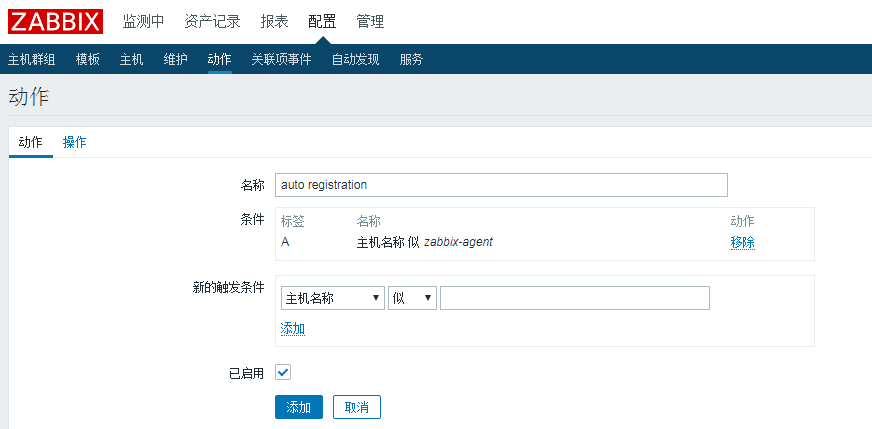 ZABBIX 监测中 资产记录 报表 配置 管理
主机群组 模板 主机 维护 动作 关联项事件 自动发现 服务
动作
动作 操作
名称 auto registration
条件 标签 名称 动作
A 主机名称 似 zabbix-agent 移除
新的触发条件
主机名称 似
添加
已启用
添加 取消